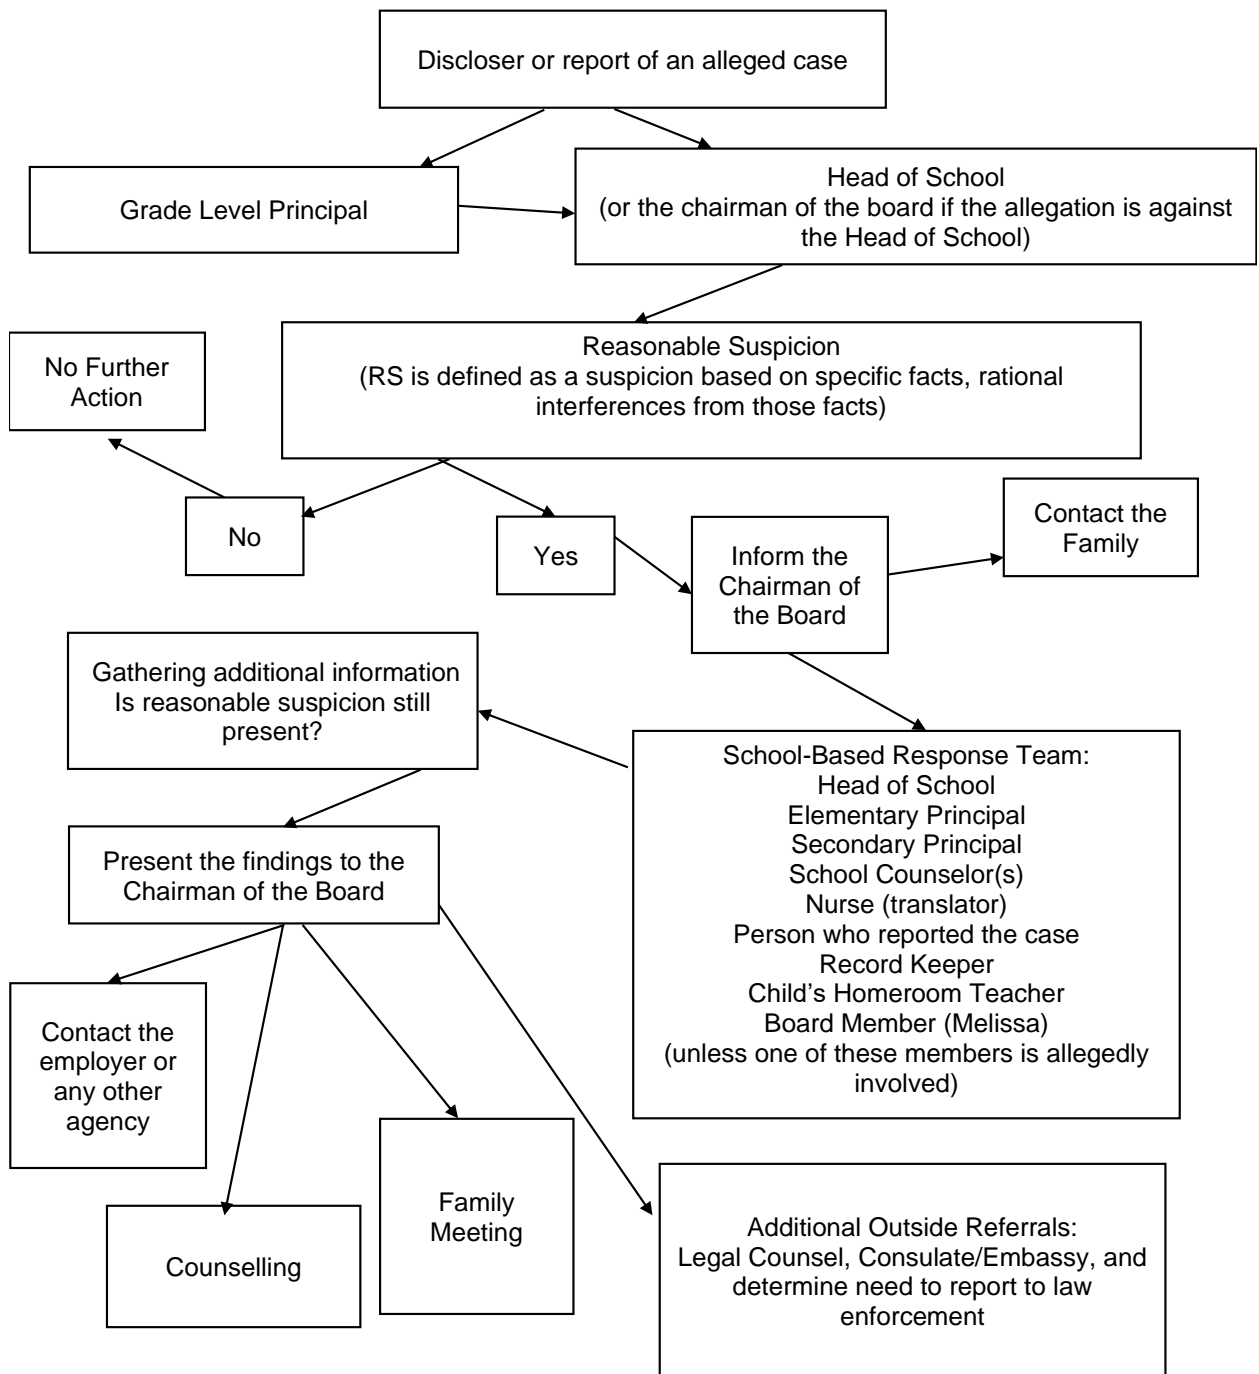 Discloser or report of an alleged case
Grade Level Principal
Head of School
(or the chairman of the board if the allegation is against
the Head of School)
Reasonable Suspicion
(RS is defined as a suspicion based on specific facts, rational
interferences from those facts)
No Further
Action
No
Yes
Inform the
Chairman of
the Board
Contact the
Family
Gathering additional information
Is reasonable suspicion still
present?
School-Based Response Team:
Head of School
Elementary Principal
Secondary Principal
School Counselor(s)
Nurse (translator)
Person who reported the case
Record Keeper
Child's Homeroom Teacher
Board Member (Melissa)
(unless one of these members is allegedly
involved)
Present the findings to the
Chairman of the Board
Contact the
employer or
any other
agency
Counselling
Family
Meeting
Additional Outside Referrals:
Legal Counsel, Consulate/Embassy, and
determine need to report to law
enforcement